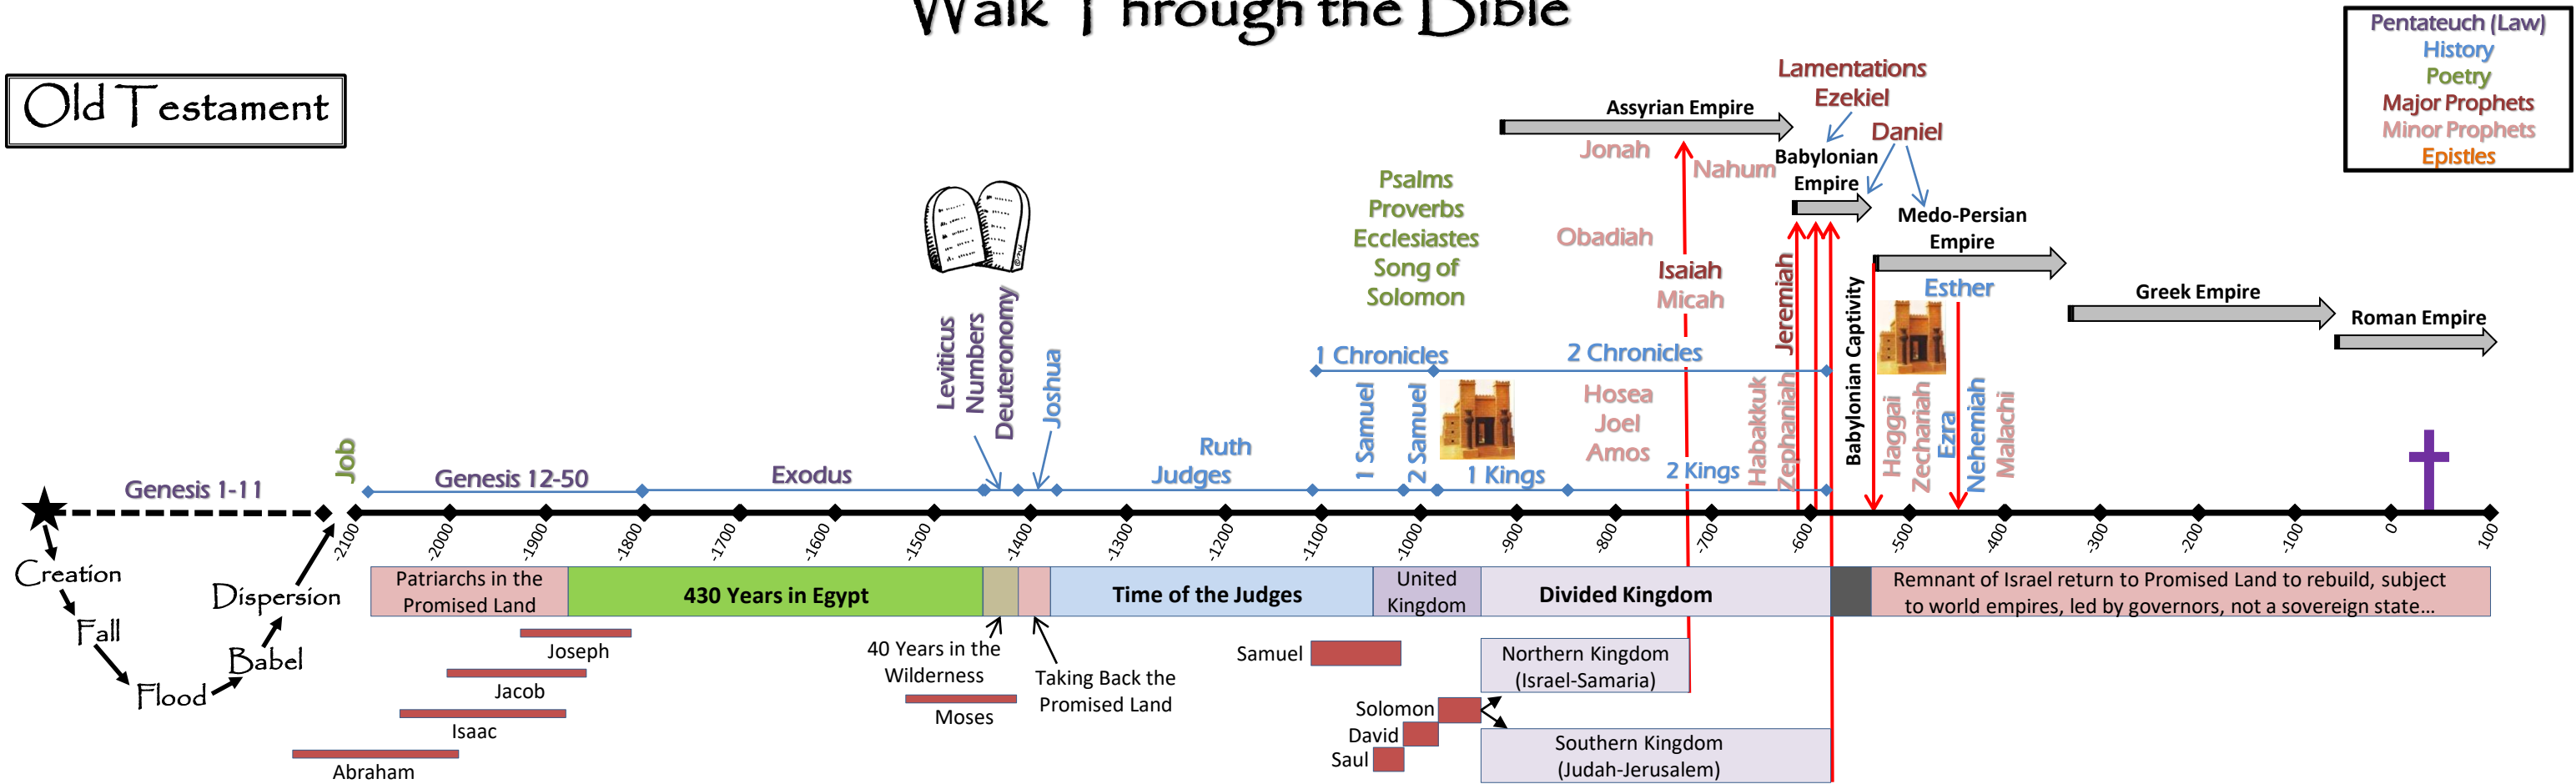 Walk Through the Bible
Old Testament
Pentateuch (Law)
History
Poetry
Major Prophets
Minor Prophets
Epistles
Lamentations
Ezekiel
Daniel
Assyrian Empire
Jonah
Nahum
Babylonian
Empire
Medo-Persian
Empire
Esther
Greek Empire
Roman Empire
Psalms
Proverbs
Ecclesiastes
Song of
Solomon
Obadiah
Isaiah
Micah
Jeremiah
Babylonian Captivity
Leviticus
Numbers
Deuteronomy
Joshua
1 Chronicles
2 Chronicles
1 Samuel
2 Samuel
Hosea
Joel
Amos
Habakkuk
Zephaniah
Haggai
Zechariah
Ezra
Nehemiah
Malachi
Job
Genesis 1-11
Genesis 12-50
Exodus
Ruth
Judges
1 Kings
2 Kings
-2100
-2000
-1900
-1800
-1700
-1600
-1500
-1400
-1300
-1200
-1100
-1000
-900
-800
-700
-600
-500
-400
-300
-200
-100
0
100
Creation
Fall
Flood
Babel
Dispersion
Patriarchs in the
Promised Land
430 Years in Egypt
Time of the Judges
United
Kingdom
Divided Kingdom
Remnant of Israel return to Promised Land to rebuild, subject
to world empires, led by governors, not a sovereign state...
Joseph
Jacob
Isaac
Abraham
40 Years in the
Wilderness
Moses
Taking Back the
Promised Land
Samuel
Northern Kingdom
(Israel-Samaria)
Solomon
David
Saul
Southern Kingdom
(Judah-Jerusalem)